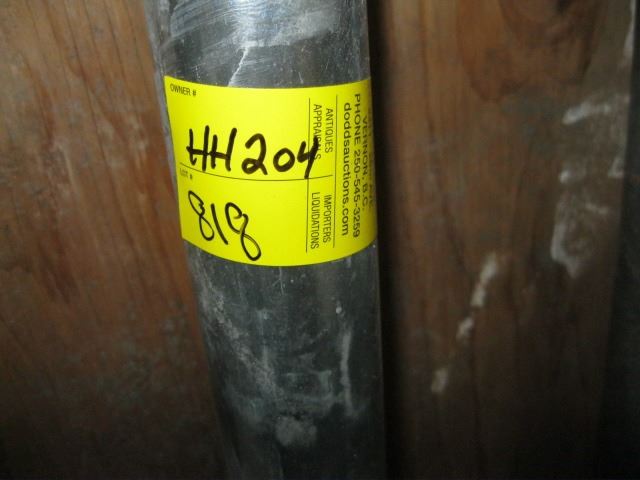 OWNER #
HH204
LOT #
818
ANTIQUES
APPRAISALS
IMPORTERS
LIQUIDATIONS
VERNON, B.C.
PHONE 250-545-3259
doddsauctions.com